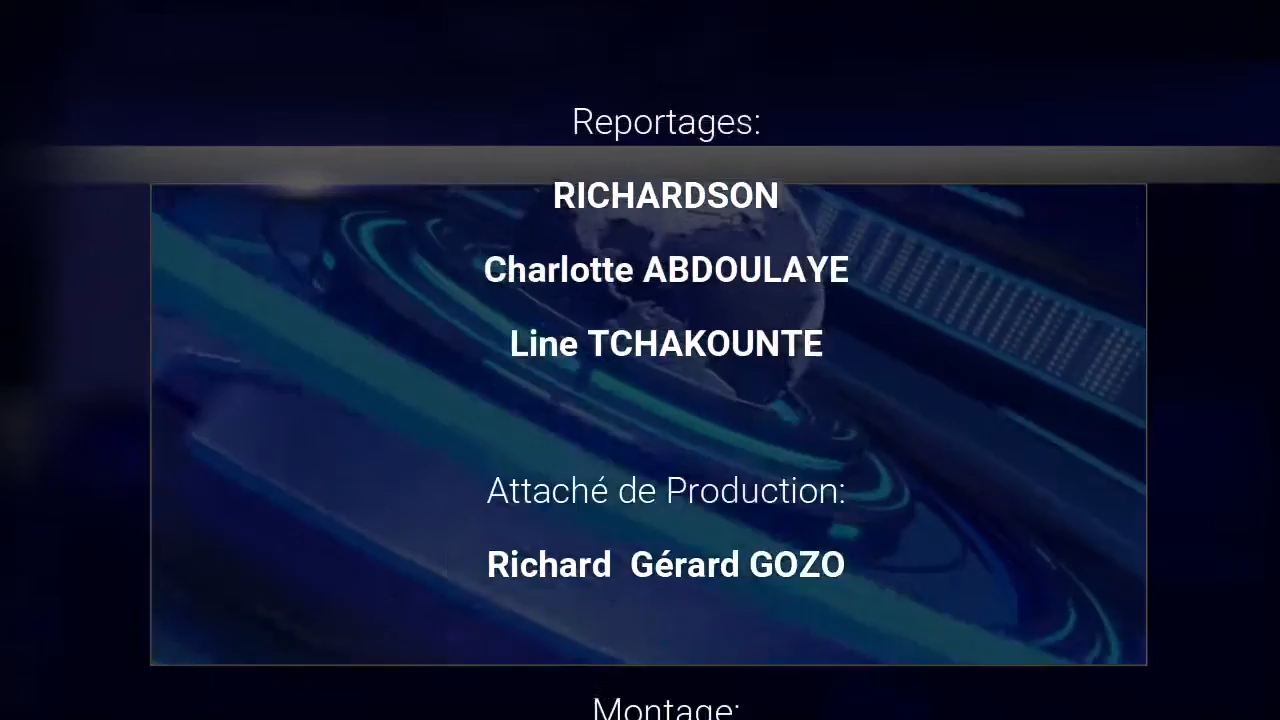 Reportages:
RICHARDSON
Charlotte ABDOULAYE
Line TCHAKOUNTE
Attaché de Production:
Richard  Gérard GOZO
Montage: